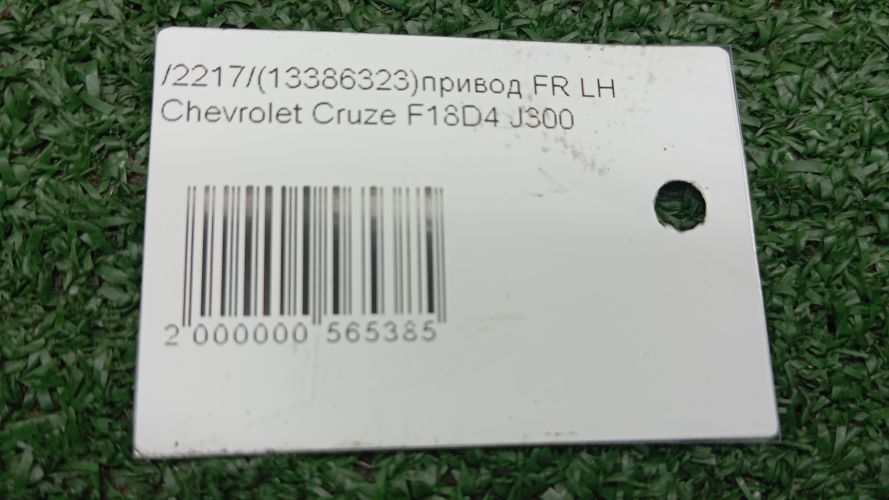 /2217/(13386323)привод FR LH
Chevrolet Cruze F18D4 J300
2 000000 565385